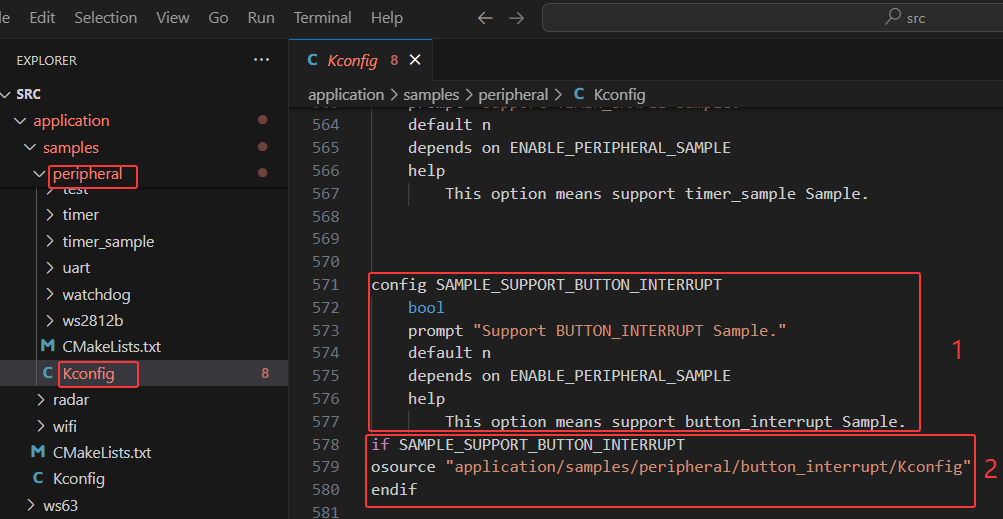 le Edit Selection View Go Run Terminal Help ← → src
EXPLORER ...
SRC
application
samples
peripheral
test
timer
timer_sample
uart
watchdog
ws2812b
M CMakeLists.txt
C Kconfig 8
radar
wifi
M CMakeLists.txt
C Kconfig
ws63
C Kconfig 8 ×
application > samples > peripheral > C Kconfig
564 default n
565 depends on ENABLE_PERIPHERAL_SAMPLE
566 help
567 This option means support timer_sample Sample.
568
569
570
571 config SAMPLE_SUPPORT_BUTTON_INTERRUPT
572 bool
573 prompt "Support BUTTON_INTERRUPT Sample."
574 default n
575 depends on ENABLE_PERIPHERAL_SAMPLE
576 help
577 This option means support button_interrupt Sample.
1
578 if SAMPLE_SUPPORT_BUTTON_INTERRUPT
579 osource "application/samples/peripheral/button_interrupt/Kconfig"
2
580 endif
581